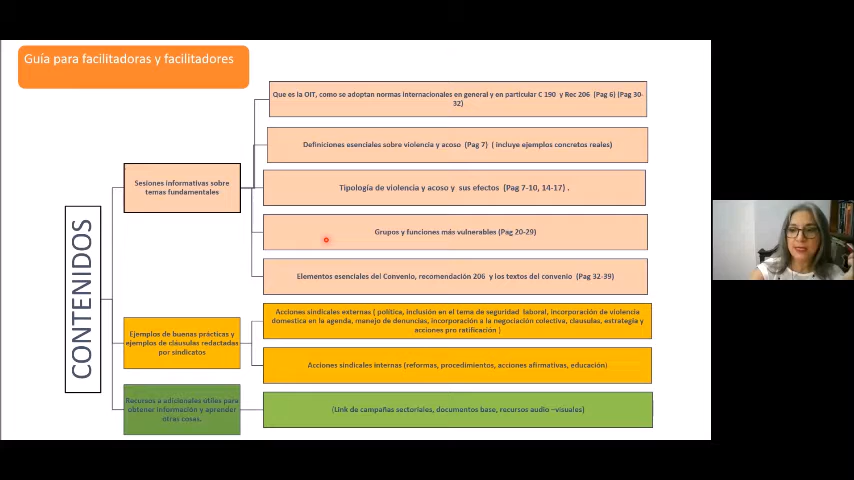 Guía para facilitadoras y facilitadores
CONTENIDOS
Sesiones informativas sobre
temas fundamentales
Que es la OIT, como se adoptan normas internacionales en general y en particular C 190 y Rec 206 (Pag 6) (Pag 30-
32)
Definiciones esenciales sobre violencia y acoso (Pag 7) ( incluye ejemplos concretos reales)
Tipología de violencia y acoso y sus efectos (Pag 7-10, 14-17) .
Grupos y funciones más vulnerables (Pag 20-29)
Elementos esenciales del Convenio, recomendación 206 y los textos del convenio (Pag 32-39)
Ejemplos de buenas prácticas y
ejemplos de cláusulas redactadas
por sindicatos
Acciones sindicales externas ( política, inclusión en el tema de seguridad laboral, incorporación de violencia
domestica en la agenda, manejo de denuncias, incorporación a la negociación colectiva, clausulas, estrategia y
acciones pro ratificación )
Acciones sindicales internas (reformas, procedimientos, acciones afirmativas, educación)
Recursos a adicionales utiles para
obtener información y aprender
otras cosas.
(Link de campañas sectoriales, documentos base, recursos audio –visuales)